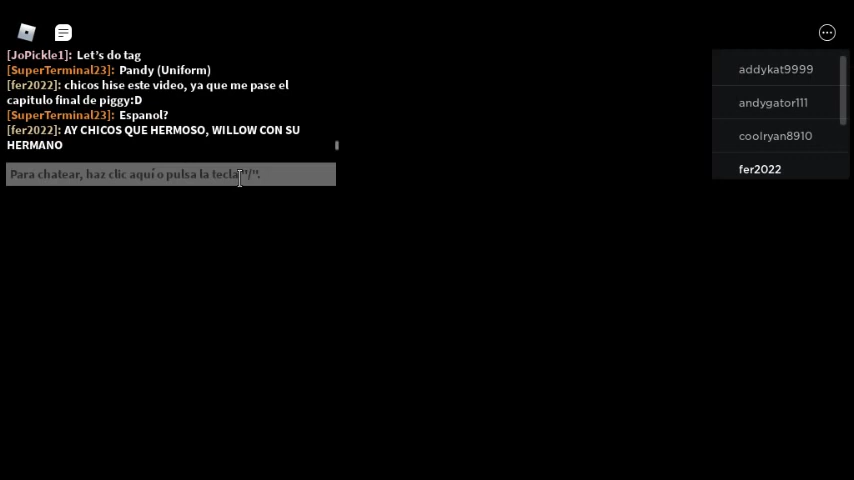 [JoPickle1]: Let's do tag
[SuperTerminal23]: Pandy (Uniform)
[fer2022]: chicos hise este video, ya que me pase el
capitulo final de piggy:D
[SuperTerminal23]: Espanol?
[fer2022]: AY CHICOS QUE HERMOSO, WILLOW CON SU
HERMANO
Para chatear, haz clic aquí o pulsa la tecla "/".
addykat9999
andygator111
coolryan8910
fer2022